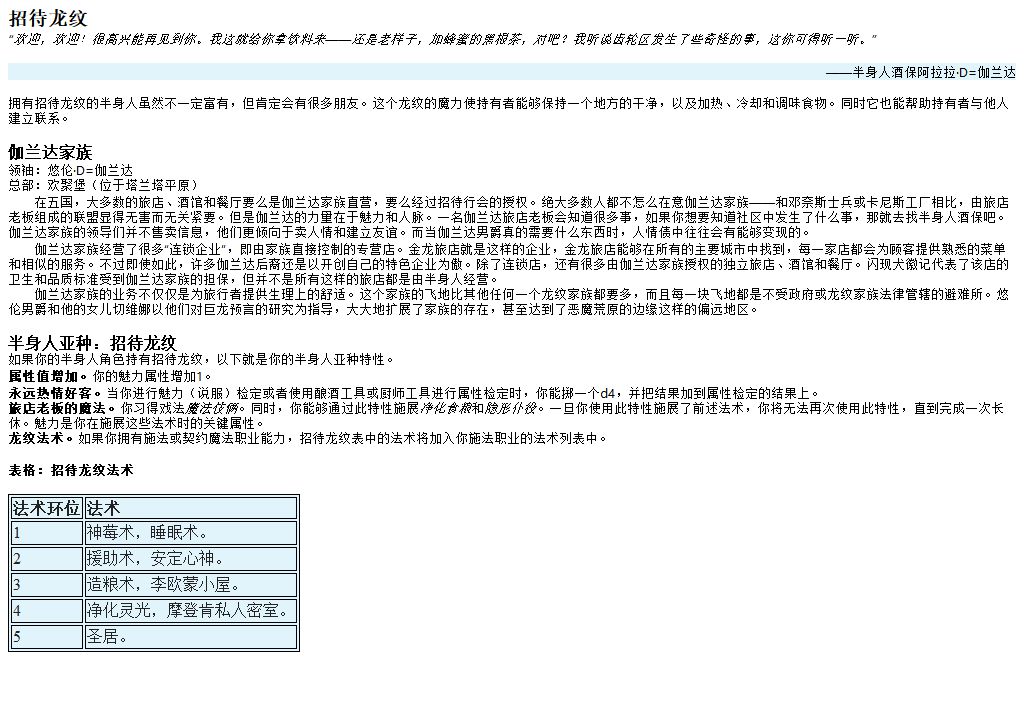 招待龙纹
“欢迎，欢迎！很高兴能再见到你。我这就给你拿饮料来——还是老样子，加蜂蜜的黑根茶，对吧？我听说齿轮区发生了些奇怪的事，这你可得听一听。”
——半身人酒保阿拉拉·D=伽兰达
拥有招待龙纹的半身人虽然不一定富有，但肯定会有很多朋友。这个龙纹的魔力使持有者能够保持一个地方的干净，以及加热、冷却和调味食物。同时它也能帮助持有者与他人
建立联系。
伽兰达家族
领袖：悠伦·D=伽兰达
总部：欢聚堡（位于塔兰塔平原）
在五国，大多数的旅店、酒馆和餐厅要么是伽兰达家族直营，要么经过招待行会的授权。绝大多数人都不怎么在意伽兰达家族——和邓奈斯士兵或卡尼斯工厂相比，由旅店
老板组成的联盟显得无害而无关紧要。但是伽兰达的力量在于魅力和人脉。一名伽兰达旅店老板会知道很多事，如果你想要知道社区中发生了什么事，那就去找半身人酒保吧。
伽兰达家族的领导们并不售卖信息，他们更倾向于卖人情和建立友谊。而当伽兰达男爵真的需要什么东西时，人情债中往往会有能够变现的。
伽兰达家族经营了很多“连锁企业”，即由家族直接控制的专营店。金龙旅店就是这样的企业，金龙旅店能够在所有的主要城市中找到，每一家店都会为顾客提供熟悉的菜单
和相似的服务。不过即使如此，许多伽兰达后裔还是以开创自己的特色企业为傲。除了连锁店，还有很多由伽兰达家族授权的独立旅店、酒馆和餐厅。闪现犬徽记代表了该店的
卫生和品质标准受到伽兰达家族的担保，但并不是所有这样的旅店都是由半身人经营。
伽兰达家族的业务不仅仅是为旅行者提供生理上的舒适。这个家族的飞地比其他任何一个龙纹家族都要多，而且每一块飞地都是不受政府或龙纹家族法律管辖的避难所。悠
伦男爵和他的女儿切维娜以他们对巨龙预言的研究为指导，大大地扩展了家族的存在，甚至达到了恶魔荒原的边缘这样的偏远地区。
半身人亚种：招待龙纹
如果你的半身人角色持有招待龙纹，以下就是你的半身人亚种特性。
属性值增加。你的魅力属性增加1。
永远热情好客。当你进行魅力（说服）检定或者使用酿酒工具或厨师工具进行属性检定时，你能掷一个d4，并把结果加到属性检定的结果上。
旅店老板的魔法。你习得戏法魔法伎俩。同时，你能够通过此特性施展净化食粮和隐形仆役。一旦你使用此特性施展了前述法术，你将无法再次使用此特性，直到完成一次长
休。魅力是你在施展这些法术时的关键属性。
龙纹法术。如果你拥有施法或契约魔法职业能力，招待龙纹表中的法术将加入你施法职业的法术列表中。
表格：招待龙纹法术
法术环位 法术
1 神莓术，睡眠术。
2 援助术，安定心神。
3 造粮术，李欧蒙小屋。
4 净化灵光，摩登肯私人密室。
5 圣居。